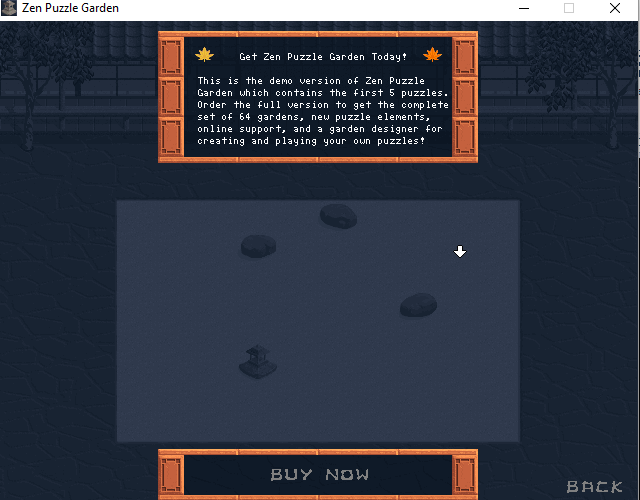 Zen Puzzle Garden
Get Zen Puzzle Garden Today!
This is the demo version of Zen Puzzle
Garden which contains the first 5 puzzles.
Order the full version to get the complete
set of 64 gardens, new puzzle elements,
online support, and a garden designer for
creating and playing your own puzzles!
BUY NOW
BACK